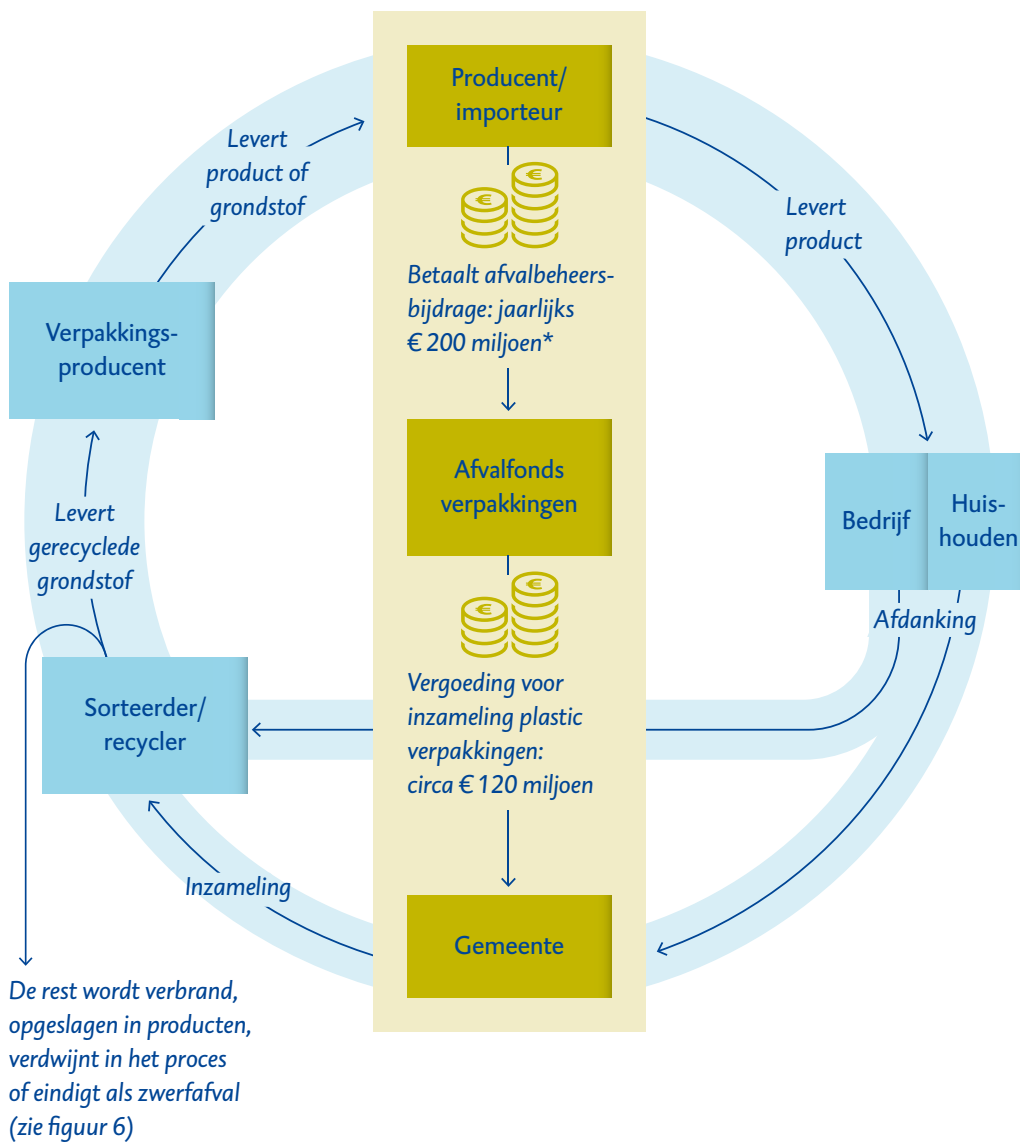 Producent/
importeur
Levert
product of
grondstof
Levert
product
€
€
Betaalt afvalbeheers-
bijdrage: jaarlijks
€ 200 miljoen*
Verpakkings-
producent
Afvalfonds
verpakkingen
Bedrijf
Huis-
houden
Levert
gerecyclede
grondstof
€
€
Afdanking
Vergoeding voor
inzameling plastic
verpakkingen:
circa € 120 miljoen
Sorteerder/
recycler
Inzameling
Gemeente
De rest wordt verbrand,
opgeslagen in producten,
verdwijnt in het proces
of eindigt als zwerfafval
(zie figuur 6)